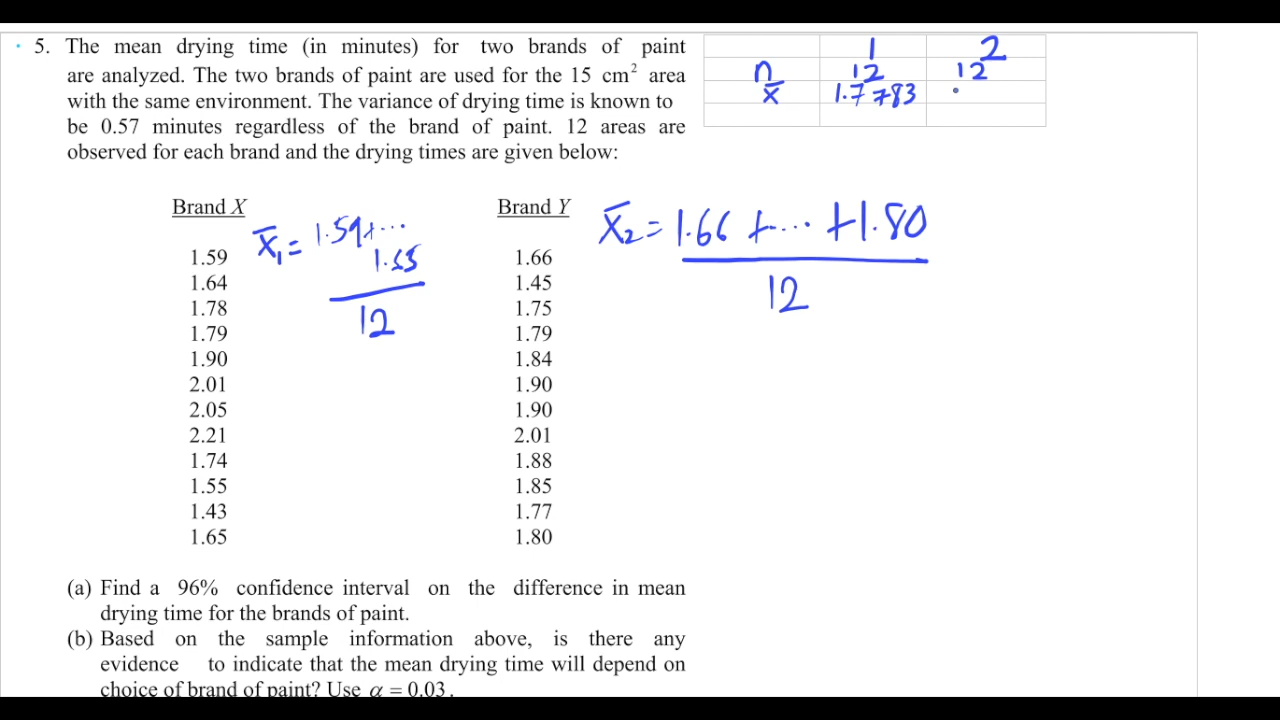 5. The mean drying time (in minutes) for two brands of paint
are analyzed. The two brands of paint are used for the 15 cm² area
with the same environment. The variance of drying time is known to
be 0.57 minutes regardless of the brand of paint. 12 areas are
observed for each brand and the drying times are given below:
1 2
n 12 12
x̄ 1.7783
Brand X
x̄₁ = 1.59+...
1.65
12
1.59
1.64
1.78
1.79
1.90
2.01
2.05
2.21
1.74
1.55
1.43
1.65
Brand Y
x̄₂ = 1.66 + ... + 1.80
12
1.66
1.45
1.75
1.79
1.84
1.90
1.90
2.01
1.88
1.85
1.77
1.80
(a) Find a 96% confidence interval on the difference in mean
drying time for the brands of paint.
(b) Based on the sample information above, is there any
evidence to indicate that the mean drying time will depend on
choice of brand of paint? Use α = 0.03.